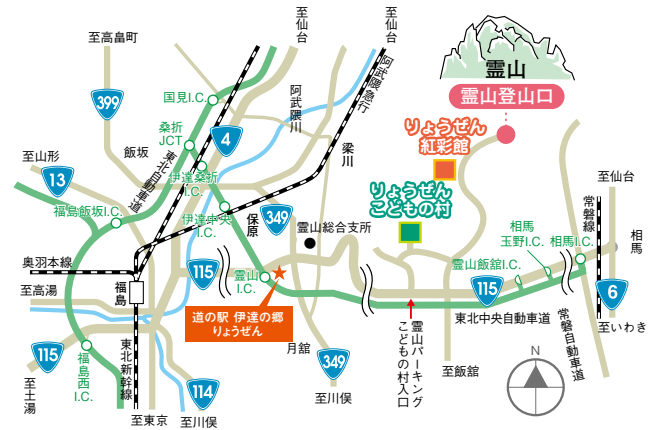 至仙台
至仙台
至高畠町
阿武隈急行
霊山
霊山登山口
399
国見I.C.
阿武隈川
桑折
JCT
4
りょうぜん
紅彩館
飯坂
東北自動車道
梁川
至山形
13
伊達桑折
I.C.
りょうぜん
こどもの村
至仙台
福島飯坂I.C.
伊達中央
I.C.
保原
349
常磐線
相馬
玉野I.C.
相馬I.C.
相馬
霊山総合支所
奥羽本線
115
霊山
I.C.
霊山飯舘I.C.
115
6
至高湯
福島
道の駅 伊達の郷
りょうぜん
東北中央自動車道
至いわき
霊山パーキング
こどもの村入口
常磐自動車道
115
福島西
I.C.
東北新幹線
月舘
349
至飯舘
N
至土湯
114
至川俣
至東京
至川俣